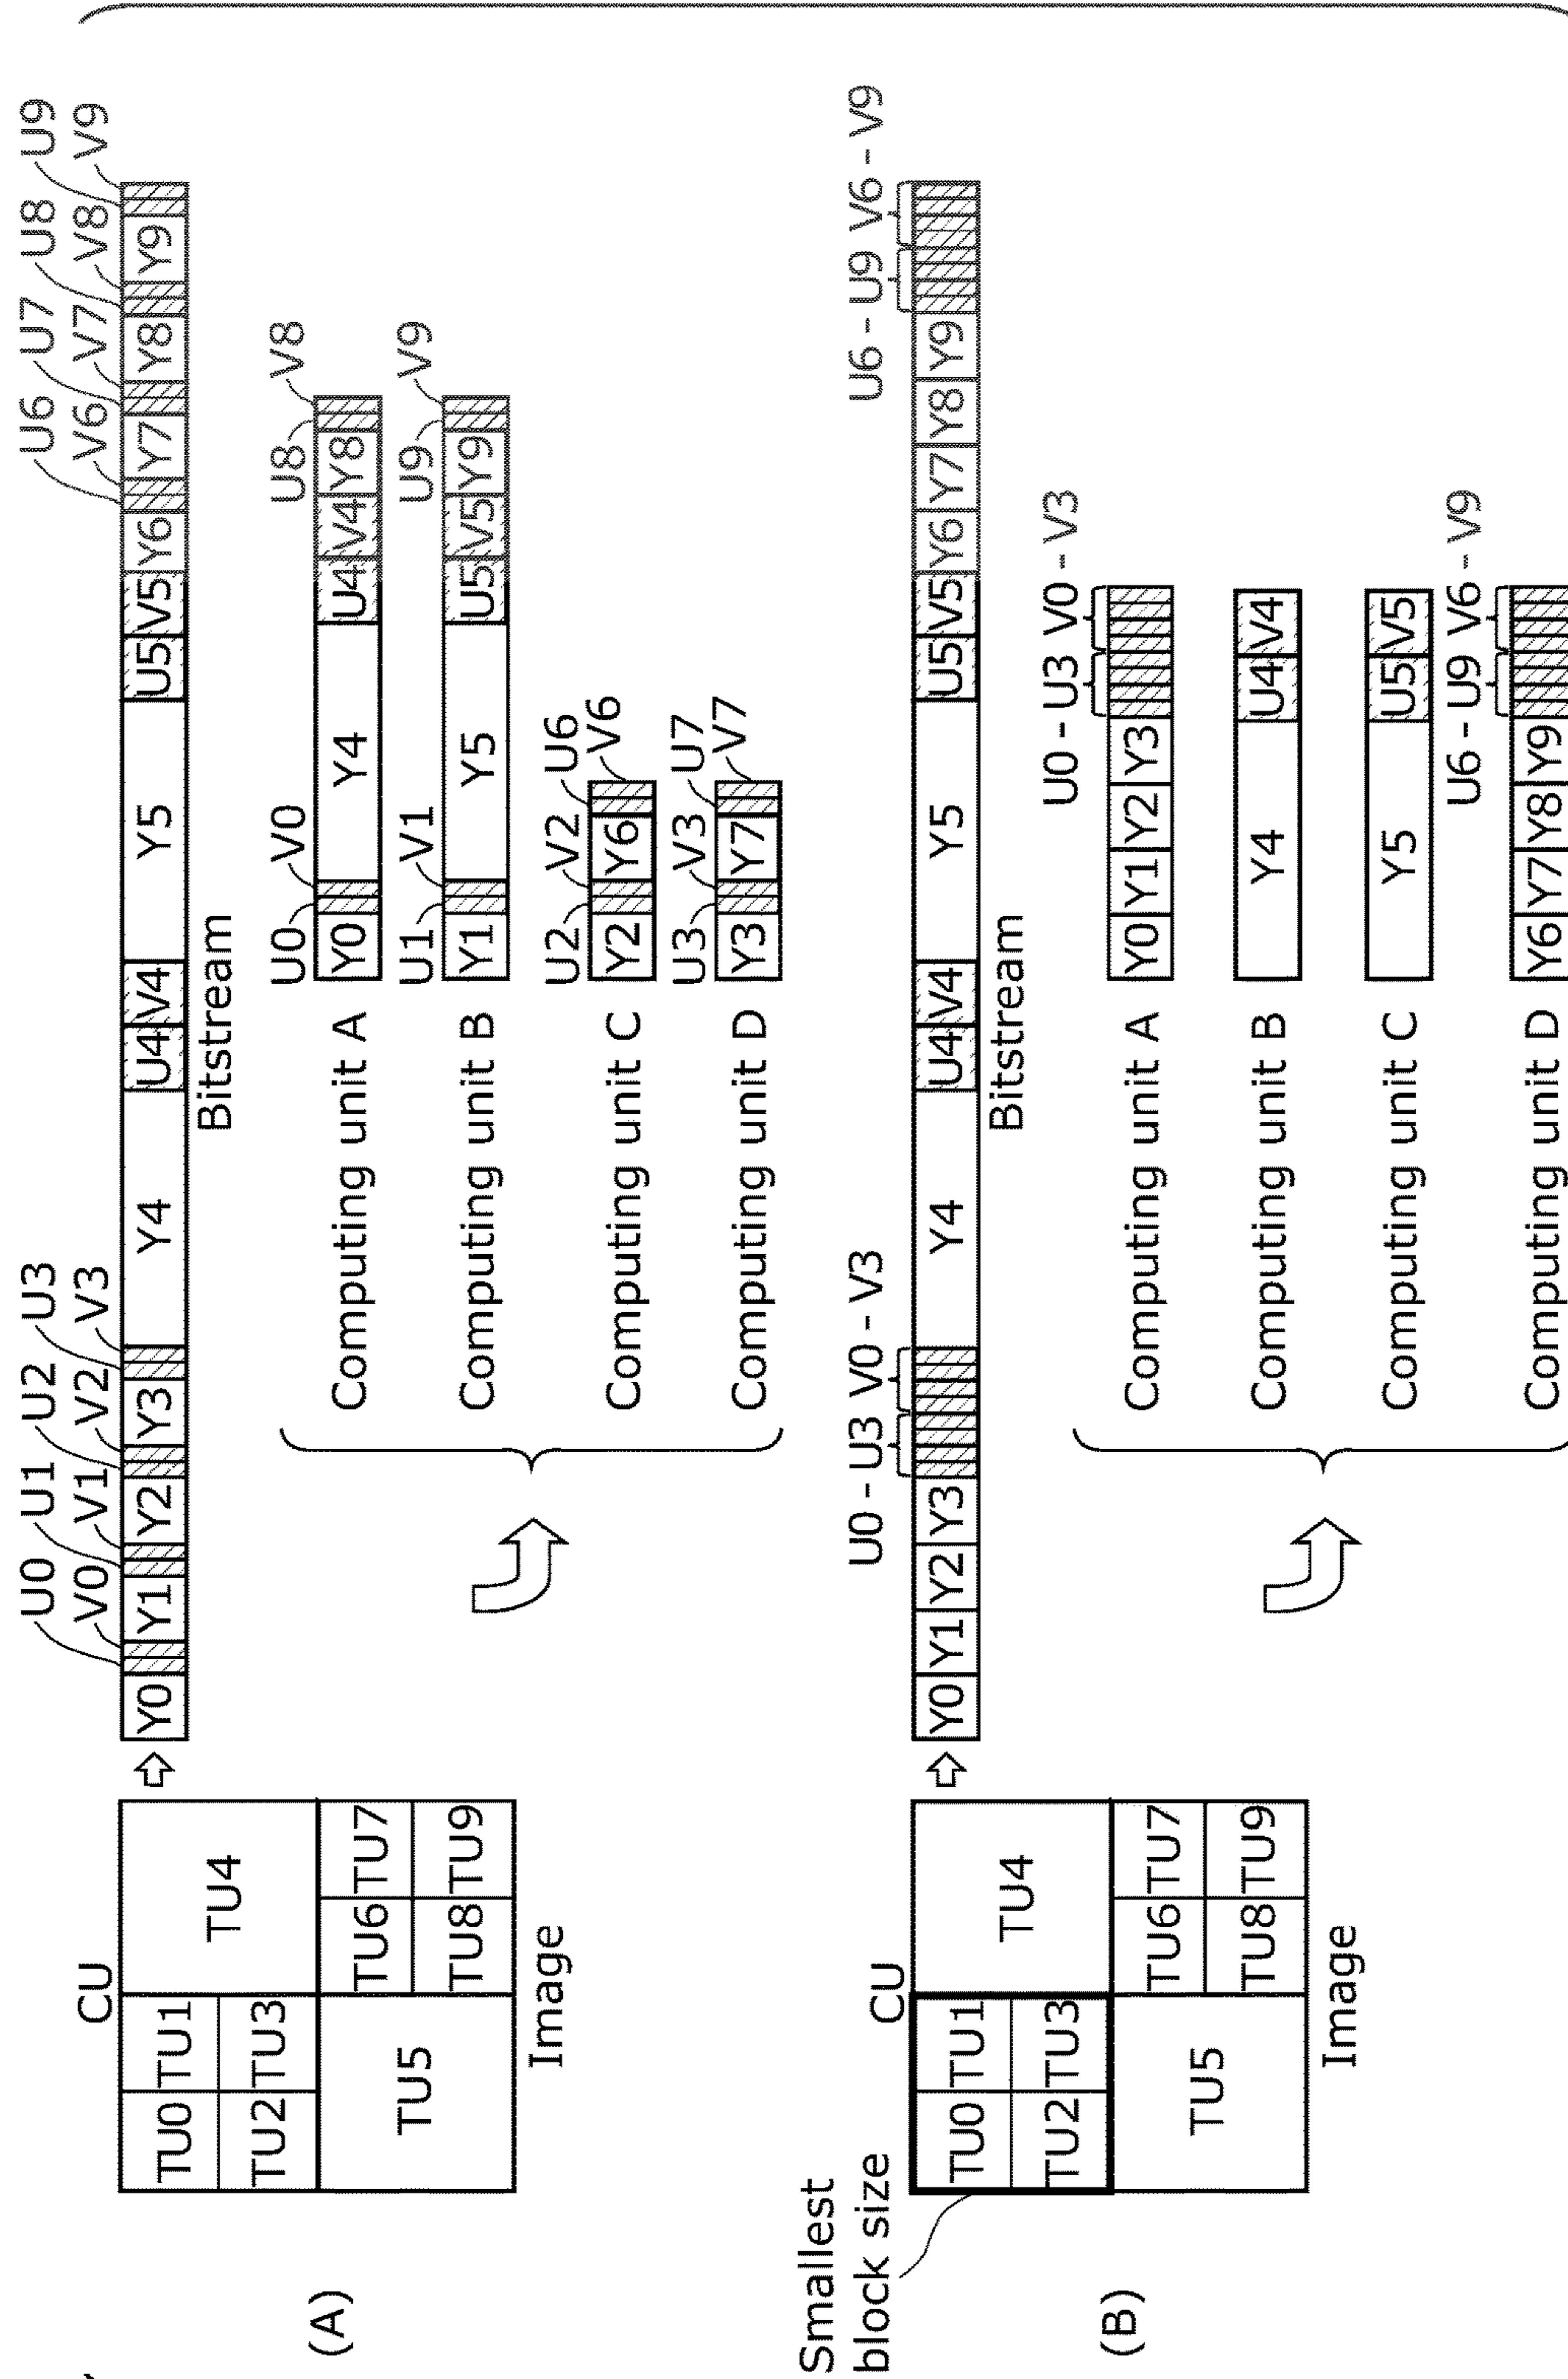 (A)
CU
TU0 TU1
TU2 TU3
TU4
TU5
TU6 TU7
TU8 TU9
Image
U0 U1 U2 U3 U6 U7 U8 U9
V0 V1 V2 V3 V6 V7 V8 V9
Y0 Y1 Y2 Y3 Y4 U4 V4 Y5 U5 V5 Y6 Y7 Y8 Y9
Bitstream
U0 V0 U8 V8
Computing unit A Y0 Y4 U4 V4 Y8
U1 V1 U9 V9
Computing unit B Y1 Y5 U5 V5 Y9
U2 V2 U6 V6
Computing unit C Y2 Y6
U3 V3 U7 V7
Computing unit D Y3 Y7
(B)
Smallest
block size
CU
TU0 TU1
TU2 TU3
TU4
TU5
TU6 TU7
TU8 TU9
Image
U0 - U3 V0 - V3 U6 - U9 V6 - V9
Y0 Y1 Y2 Y3 Y4 U4 V4 Y5 U5 V5 Y6 Y7 Y8 Y9
Bitstream
U0 - U3 V0 - V3
Computing unit A Y0 Y1 Y2 Y3
Computing unit B Y4 U4 V4
Computing unit C Y5 U5 V5
U6 - U9 V6 - V9
Computing unit D Y6 Y7 Y8 Y9